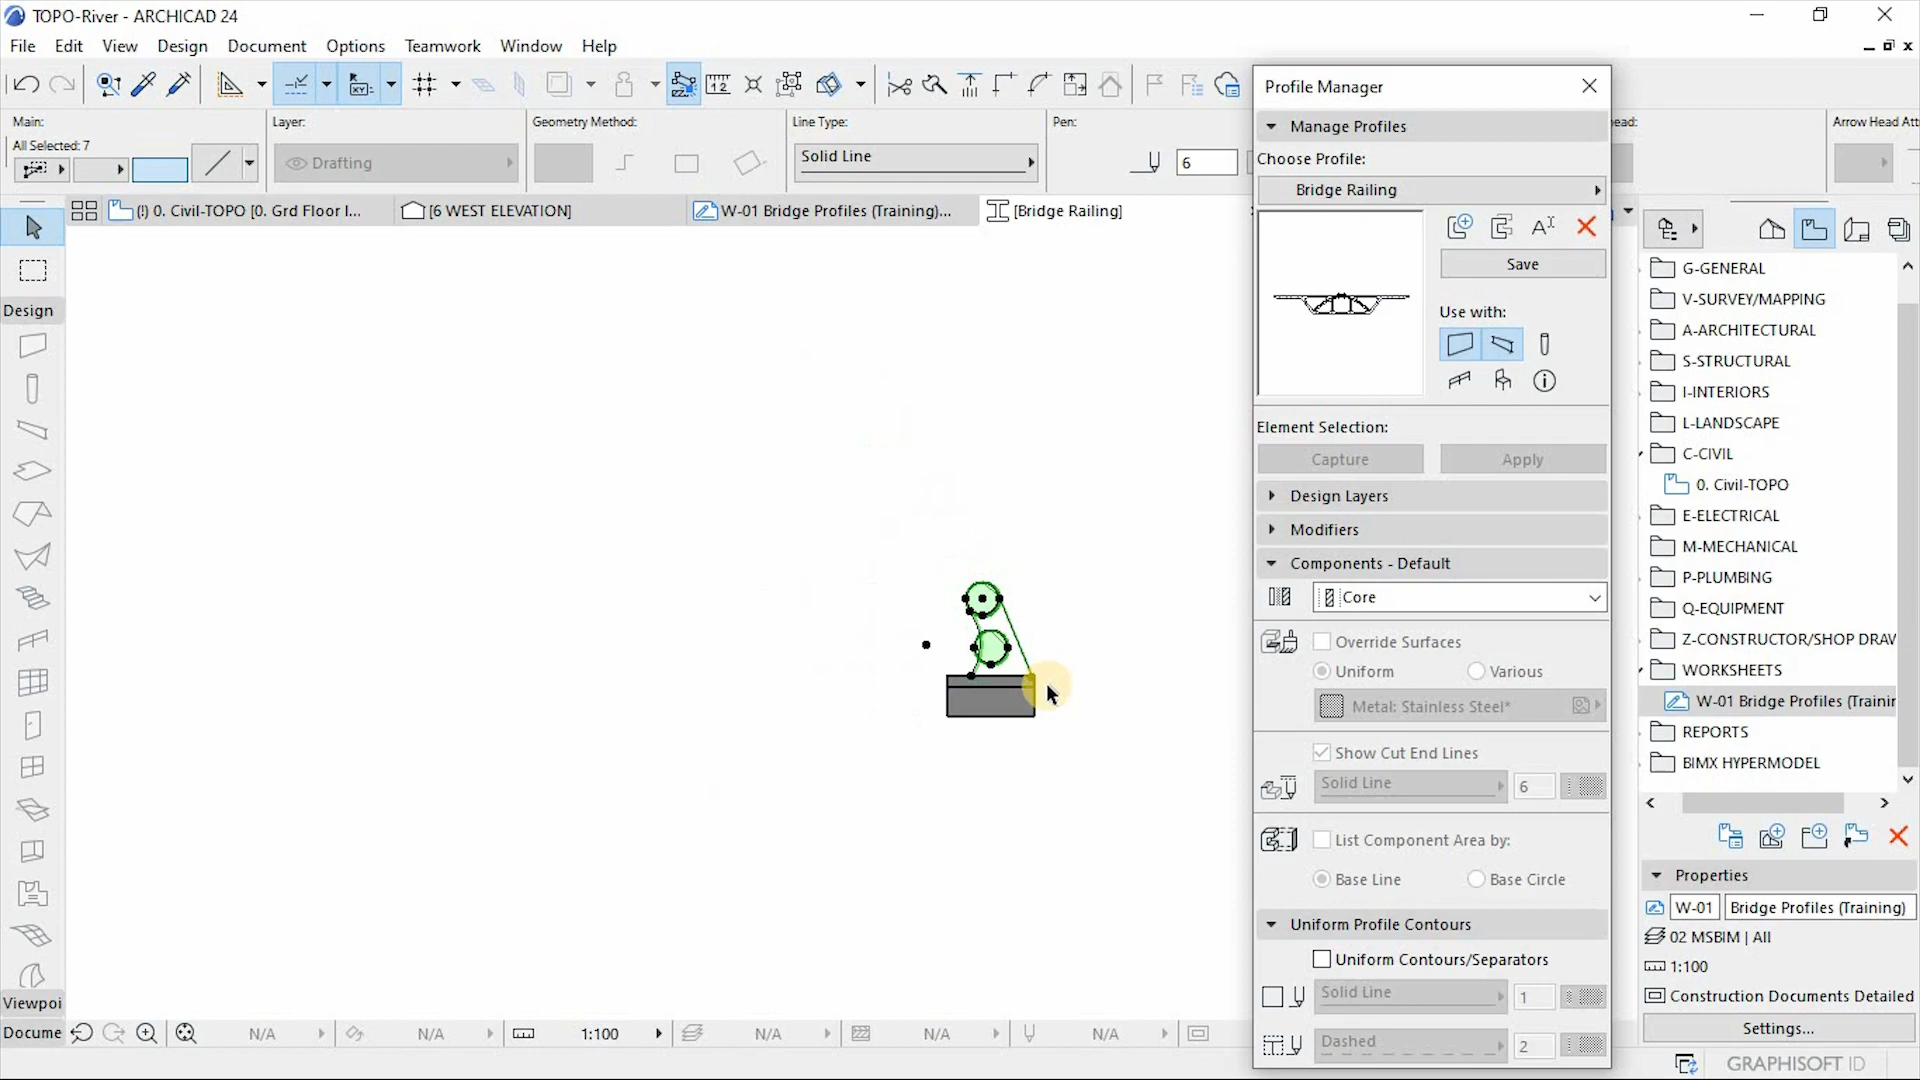 TOPO-River - ARCHICAD 24
File Edit View Design Document Options Teamwork Window Help
Main: Layer: Geometry Method: Line Type: Pen: Arrow Head Att
All Selected: 7
Drafting
Solid Line
6
ead:
(!) 0. Civil-TOPO [0. Grd Floor I...
[6 WEST ELEVATION]
W-01 Bridge Profiles (Training)...
[Bridge Railing]
Design
Viewpoi
Docume
N/A
N/A
1:100
N/A
N/A
N/A
Profile Manager
Manage Profiles
Choose Profile:
Bridge Railing
Save
Use with:
Element Selection:
Capture
Apply
Design Layers
Modifiers
Components - Default
Core
Override Surfaces
Uniform
Various
Metal: Stainless Steel*
Show Cut End Lines
Solid Line
6
List Component Area by:
Base Line
Base Circle
Uniform Profile Contours
Uniform Contours/Separators
Solid Line
1
Dashed
2
G-GENERAL
V-SURVEY/MAPPING
A-ARCHITECTURAL
S-STRUCTURAL
I-INTERIORS
L-LANDSCAPE
C-CIVIL
0. Civil-TOPO
E-ELECTRICAL
M-MECHANICAL
P-PLUMBING
Q-EQUIPMENT
Z-CONSTRUCTOR/SHOP DRAV
WORKSHEETS
W-01 Bridge Profiles (Trainir
REPORTS
BIMX HYPERMODEL
Properties
W-01
Bridge Profiles (Training)
02 MSBIM | All
1:100
Construction Documents Detailed
Settings...
GRAPHISOFT ID